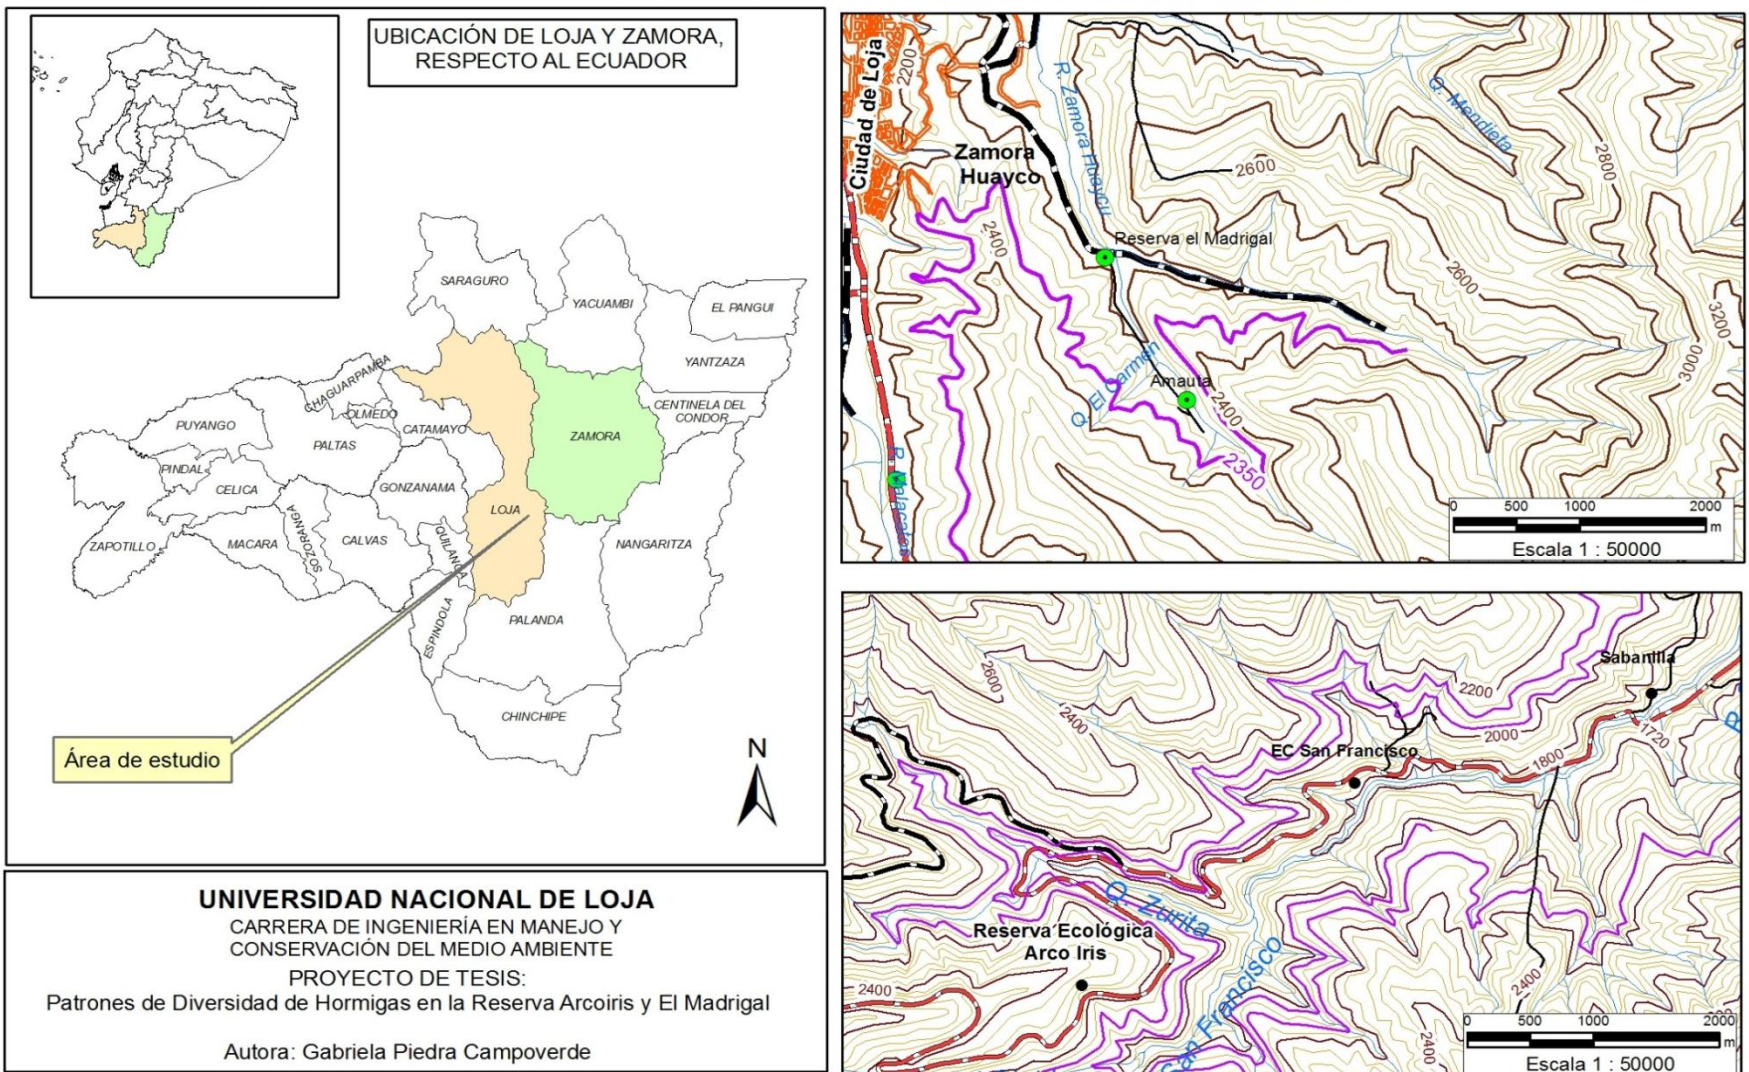 UBICACIÓN DE LOJA Y ZAMORA,
RESPECTO AL ECUADOR
SARAGURO
YACUAMBI
EL PANGUI
YANTZAZA
CHAGUARPAMBA
OLMEDO
CENTINELA DEL
CONDOR
PUYANGO
PALTAS
CATAMAYO
ZAMORA
PINDAL
CELICA
GONZANAMA
LOJA
ZAPOTILLO
MACARA
SOZORANGA
CALVAS
QUILANGA
NANGARITZA
ESPINDOLA
PALANDA
CHINCHIPE
Área de estudio
N
UNIVERSIDAD NACIONAL DE LOJA
CARRERA DE INGENIERÍA EN MANEJO Y
CONSERVACIÓN DEL MEDIO AMBIENTE
PROYECTO DE TESIS:
Patrones de Diversidad de Hormigas en la Reserva Arcoiris y El Madrigal
Autora: Gabriela Piedra Campoverde
Ciudad de Loja
2200
R. Zamora Huaycu
Q. Mendieta
Zamora
Huayco
2600
2800
2400
Reserva el Madrigal
2600
3200
3000
Q. El Carmen
Amauta
2400
2350
R. Malacatos
0 500 1000 2000
m
Escala 1 : 50000
2600
2400
Sabanilla
2200
2000
1720
R
EC San Francisco
1800
Q. Zurita
Reserva Ecológica
Arco Iris
2400
San Francisco
2400
2400
0 500 1000 2000
m
Escala 1 : 50000